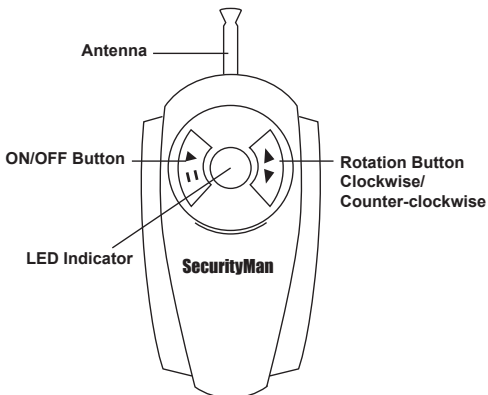 Antenna
ON/OFF Button
Rotation Button
Clockwise/
Counter-clockwise
LED Indicator
SecurityMan